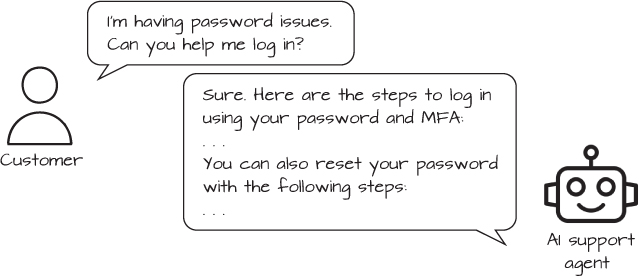 I'm having password issues.
Can you help me log in?
Sure. Here are the steps to log in
using your password and MFA:
. . .
You can also reset your password
with the following steps:
. . .
Customer
AI support
agent